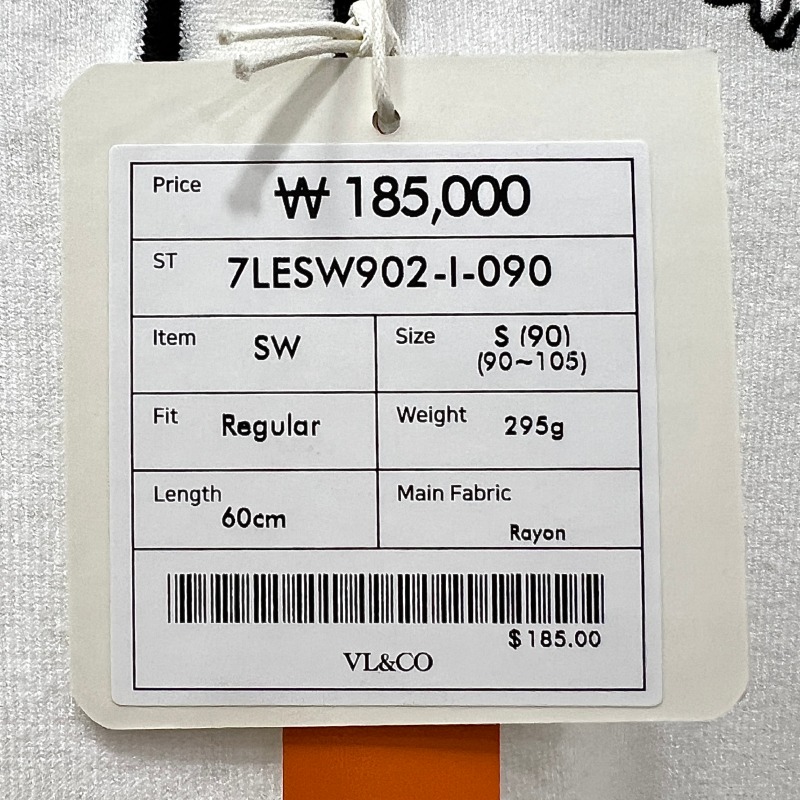 Price ₩ 185,000
ST 7LESW902-I-090
Item SW
Size S (90)
(90~105)
Fit Regular
Weight 295g
Length
60cm
Main Fabric
Rayon
$185.00
VL&CO